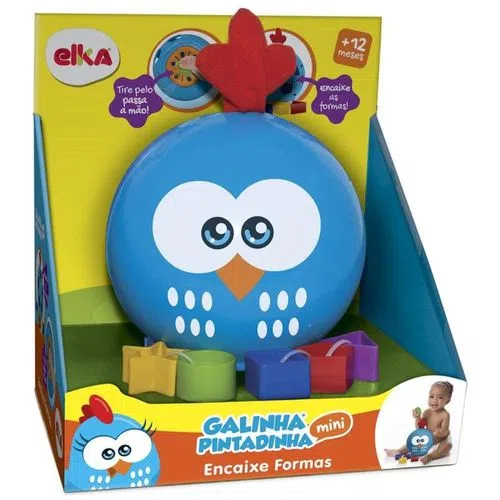 elka
+12
meses
Tire pelo
passa
a mão!
encaixe
as
formas!
GALINHA
PINTADINHA
mini
Encaixe Formas